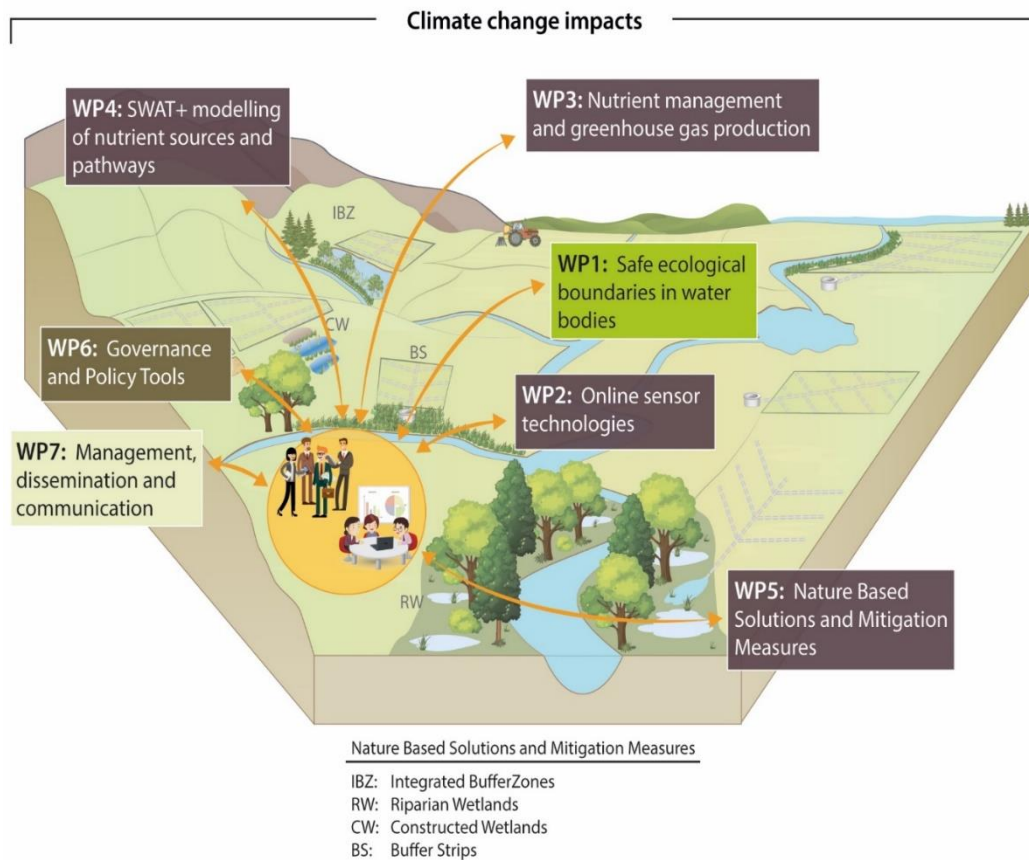 Climate change impacts
WP4: SWAT+ modelling
of nutrient sources and
pathways
WP3: Nutrient management
and greenhouse gas production
IBZ
WP1: Safe ecological
boundaries in water
bodies
CW
WP6: Governance
and Policy Tools
BS
WP2: Online sensor
technologies
WP7: Management,
dissemination and
communication
RW
WP5: Nature Based
Solutions and Mitigation
Measures
Nature Based Solutions and Mitigation Measures
IBZ: Integrated BufferZones
RW: Riparian Wetlands
CW: Constructed Wetlands
BS: Buffer Strips